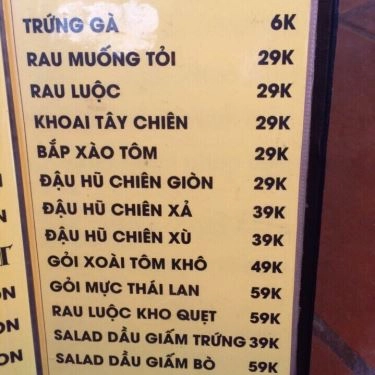 TRỨNG GÀ 6K
RAU MUỐNG TỎI 29K
RAU LUỘC 29K
KHOAI TÂY CHIÊN 29K
BẮP XÀO TÔM 29K
ĐẬU HŨ CHIÊN GIÒN 29K
ĐẬU HŨ CHIÊN XẢ 39K
ĐẬU HŨ CHIÊN XÙ 39K
GỎI XOÀI TÔM KHÔ 49K
GỎI MỰC THÁI LAN 59K
RAU LUỘC KHO QUẸT 59K
SALAD DẦU GIẤM TRỨNG 39K
SALAD DẦU GIẤM BÒ 59K